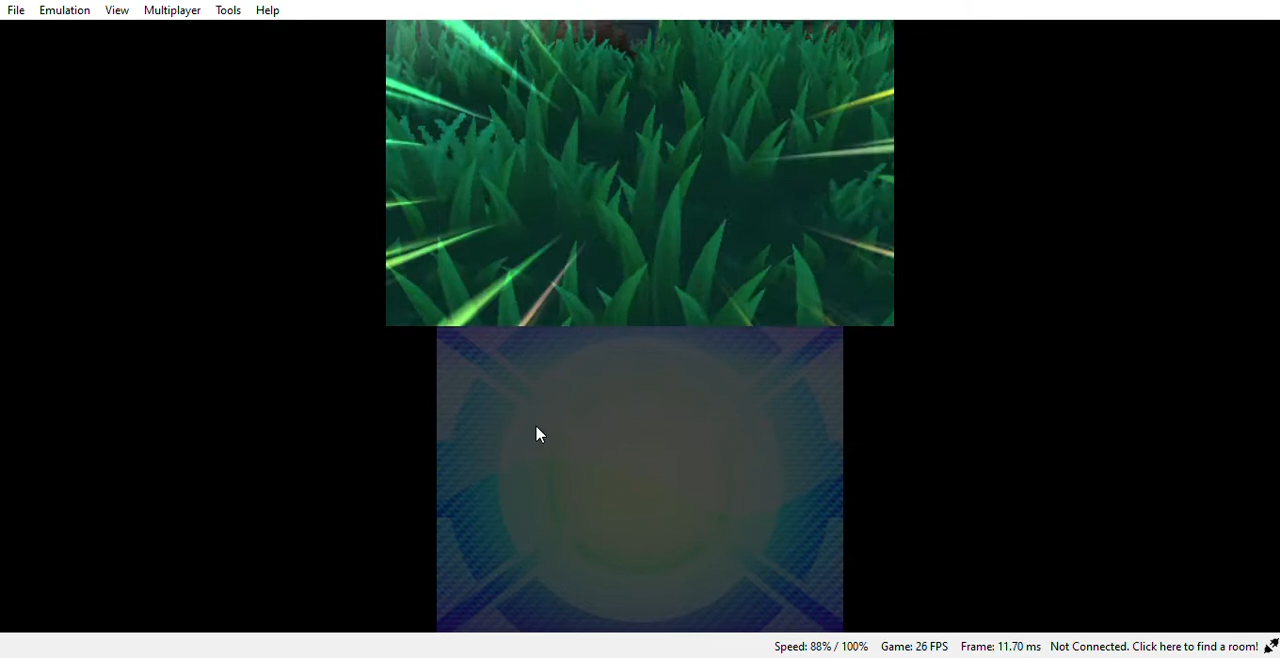 File Emulation View Multiplayer Tools Help
Speed: 88% / 100% Game: 26 FPS Frame: 11.70 ms Not Connected. Click here to find a room!